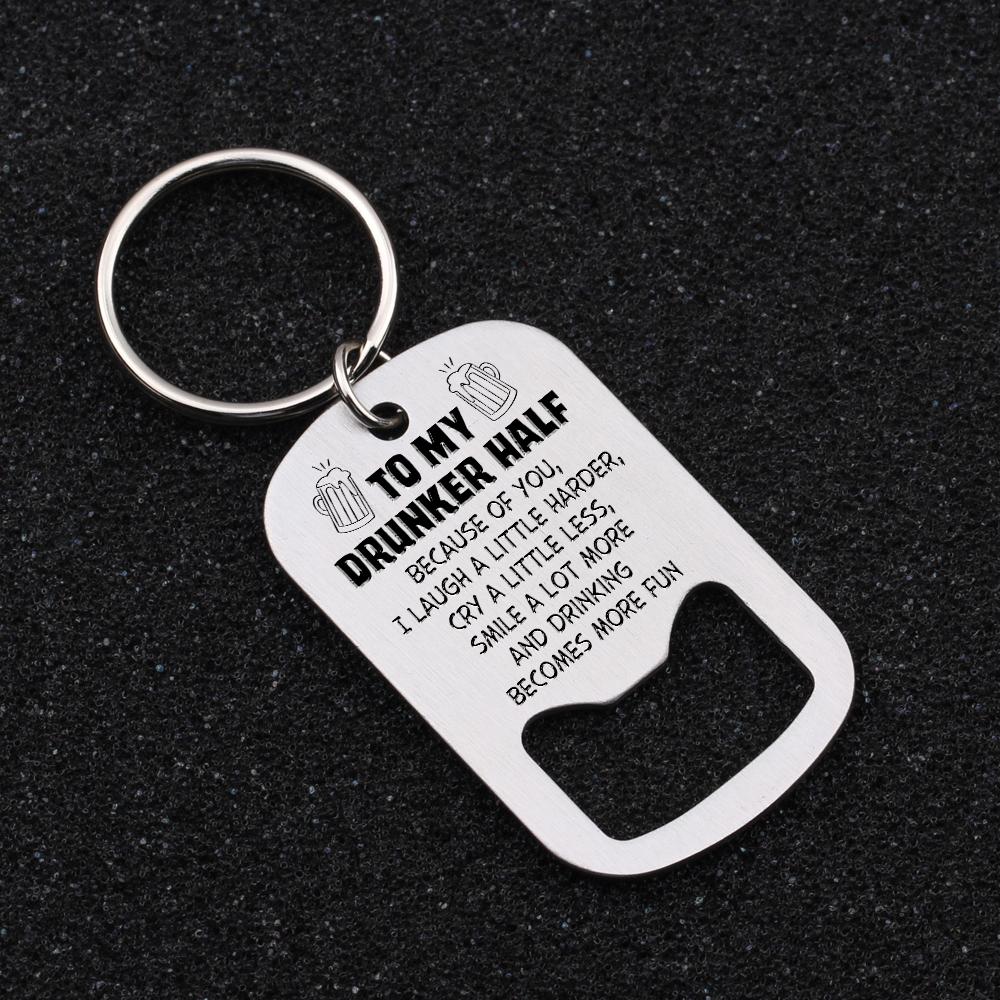 TO MY
DRUNKER HALF
BECAUSE OF YOU,
I LAUGH A LITTLE HARDER,
CRY A LITTLE LESS,
SMILE A LOT MORE
AND DRINKING
BECOMES MORE FUN